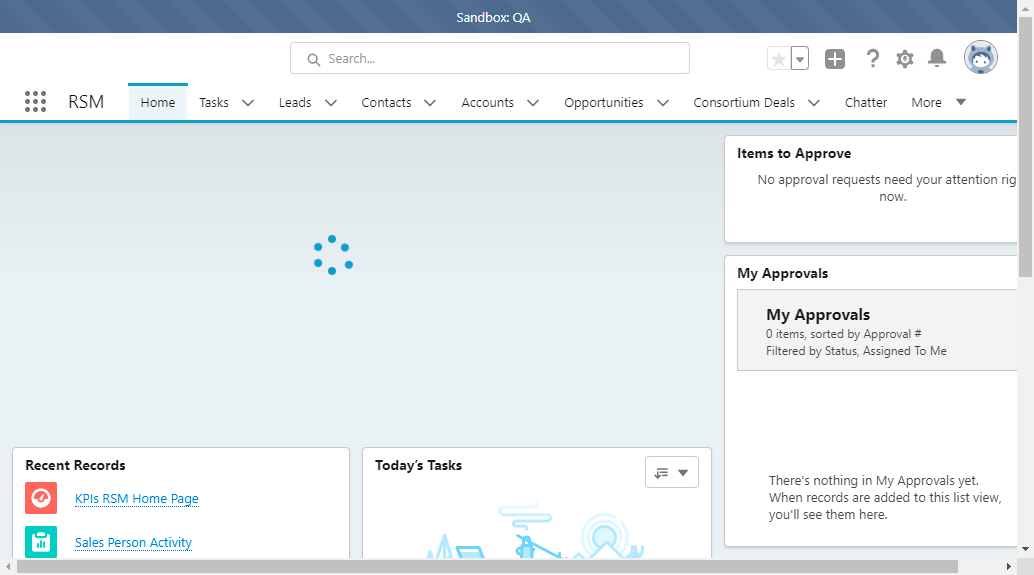 Sandbox: QA
Search...
RSM
Home
Tasks
Leads
Contacts
Accounts
Opportunities
Consortium Deals
Chatter
More
Items to Approve
No approval requests need your attention rig
now.
My Approvals
My Approvals
0 items, sorted by Approval #
Filtered by Status, Assigned To Me
There's nothing in My Approvals yet.
When records are added to this list view,
you'll see them here.
Recent Records
KPIs RSM Home Page
Sales Person Activity
Today's Tasks